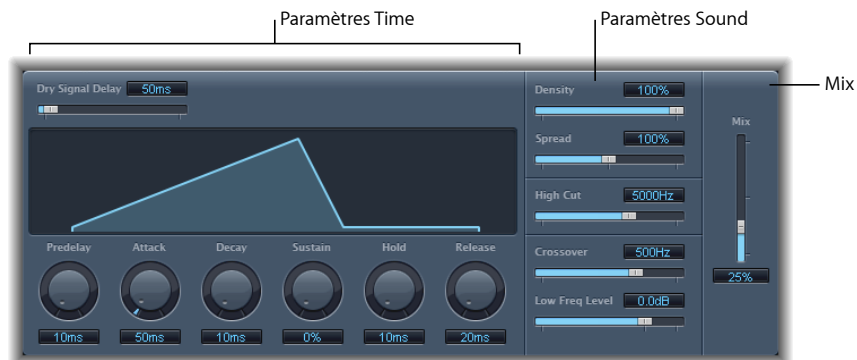 Paramètres Time
Paramètres Sound
Mix
Dry Signal Delay 50ms
Density 100%
Spread 100%
High Cut 5000Hz
Crossover 500Hz
Low Freq Level 0.0dB
Mix
25%
Predelay Attack Decay Sustain Hold Release
10ms 50ms 10ms 0% 10ms 20ms